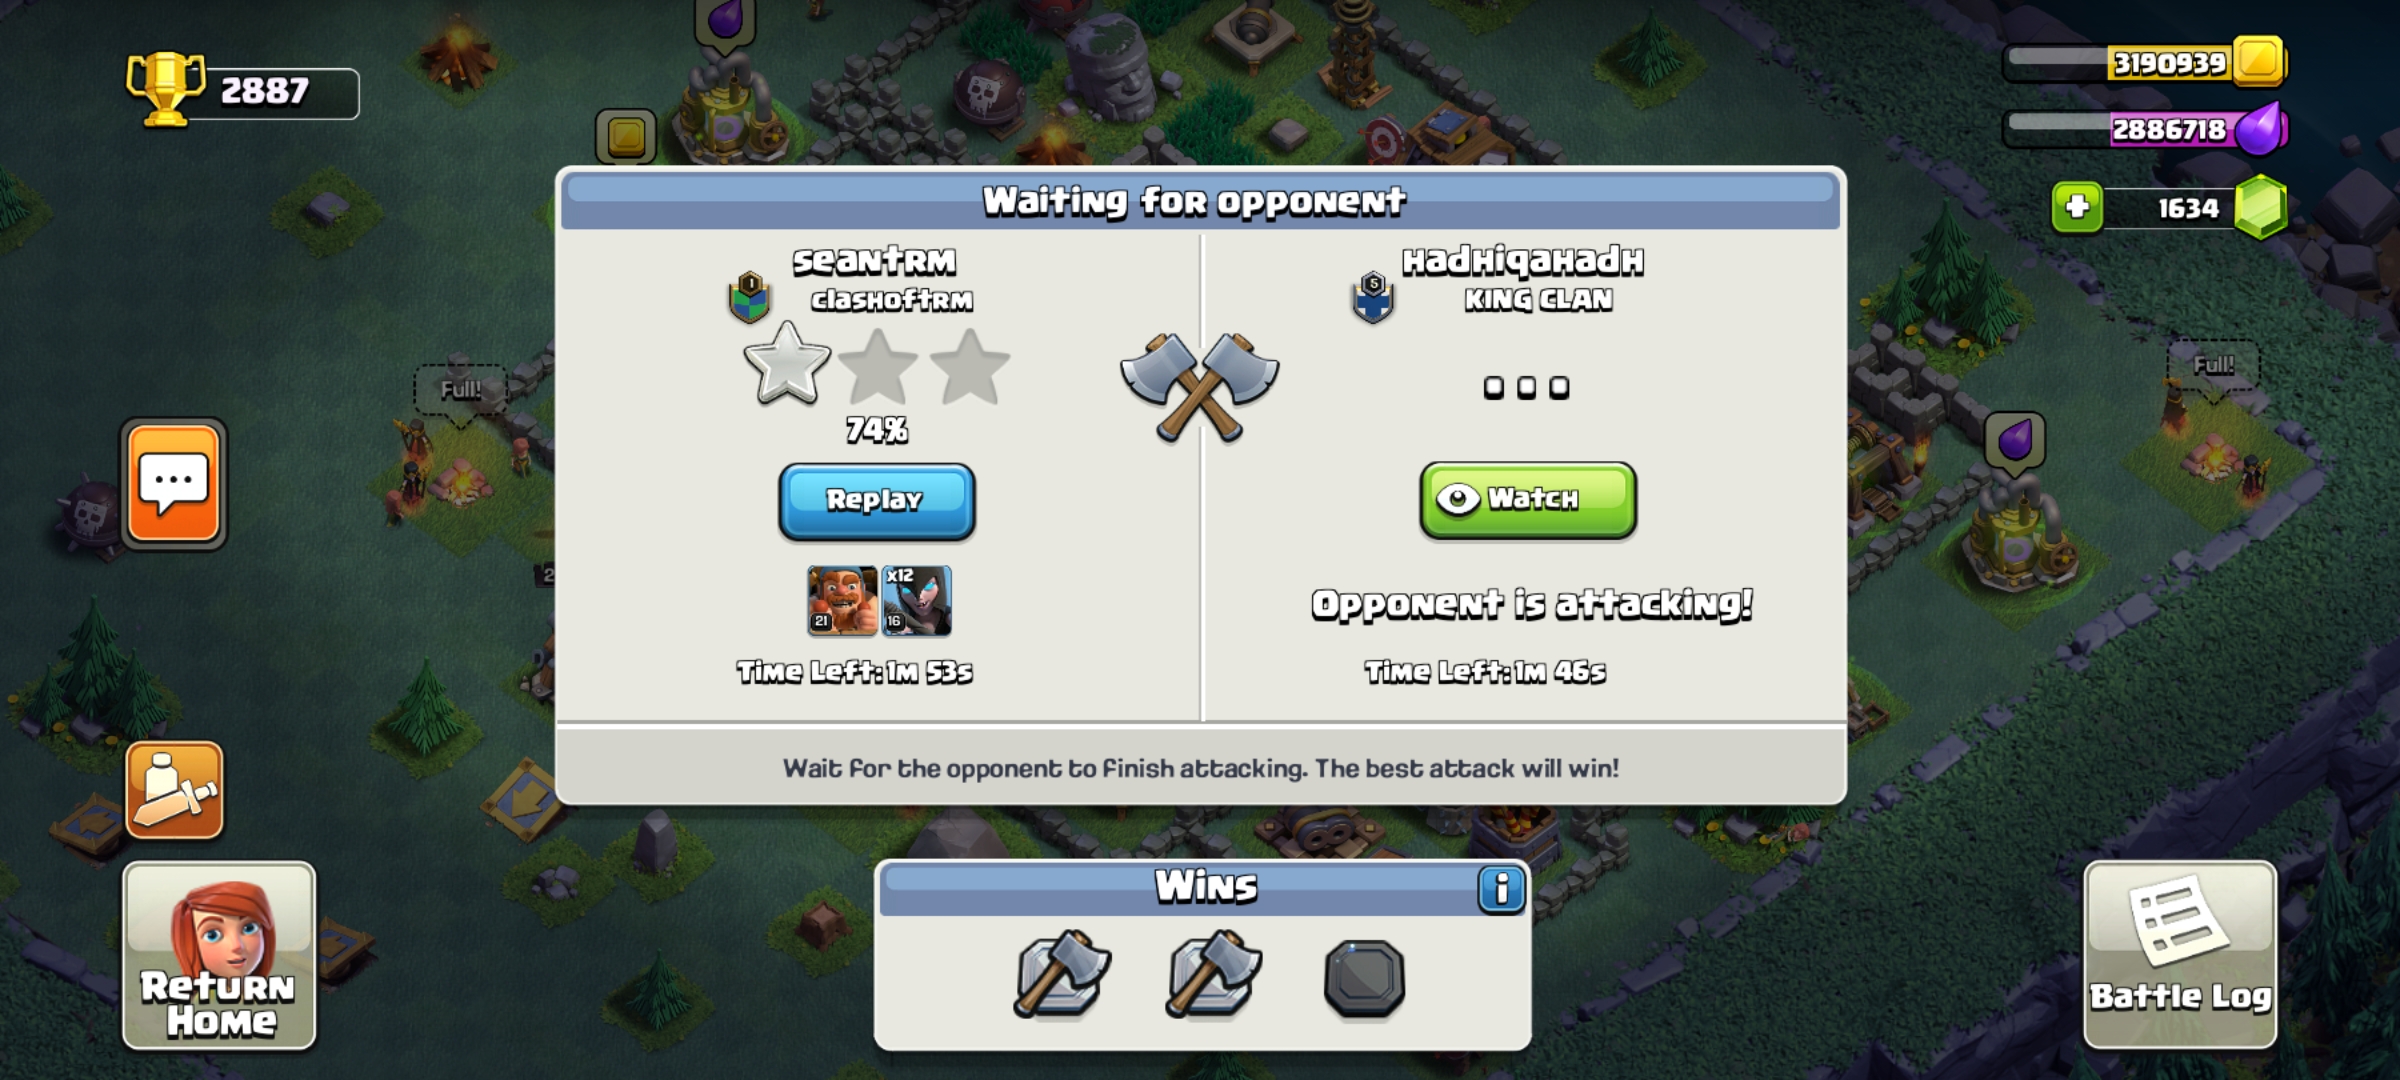 2887
3190939
2886718
1634
Waiting for opponent
seantrm
1
clashoftrm
74%
Replay
x12
21
16
Time Left:1m 53s
hadhiqahadh
5
KING CLAN
Watch
Opponent is attacking!
Time Left:1m 46s
Wait for the opponent to finish attacking. The best attack will win!
Full!
Full!
Wins
i
Return
Home
Battle Log